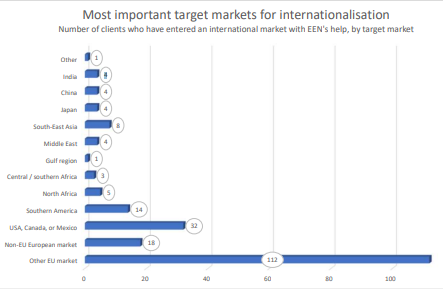 Most important target markets for internationalisation
Number of clients who have entered an international market with EEN's help, by target market
Other 1
India 4
China 4
Japan 4
South-East Asia 8
Middle East 4
Gulf region 1
Central / southern Africa 3
North Africa 5
Southern America 14
USA, Canada, or Mexico 32
Non-EU European market 18
Other EU market 112
0 20 40 60 80 100